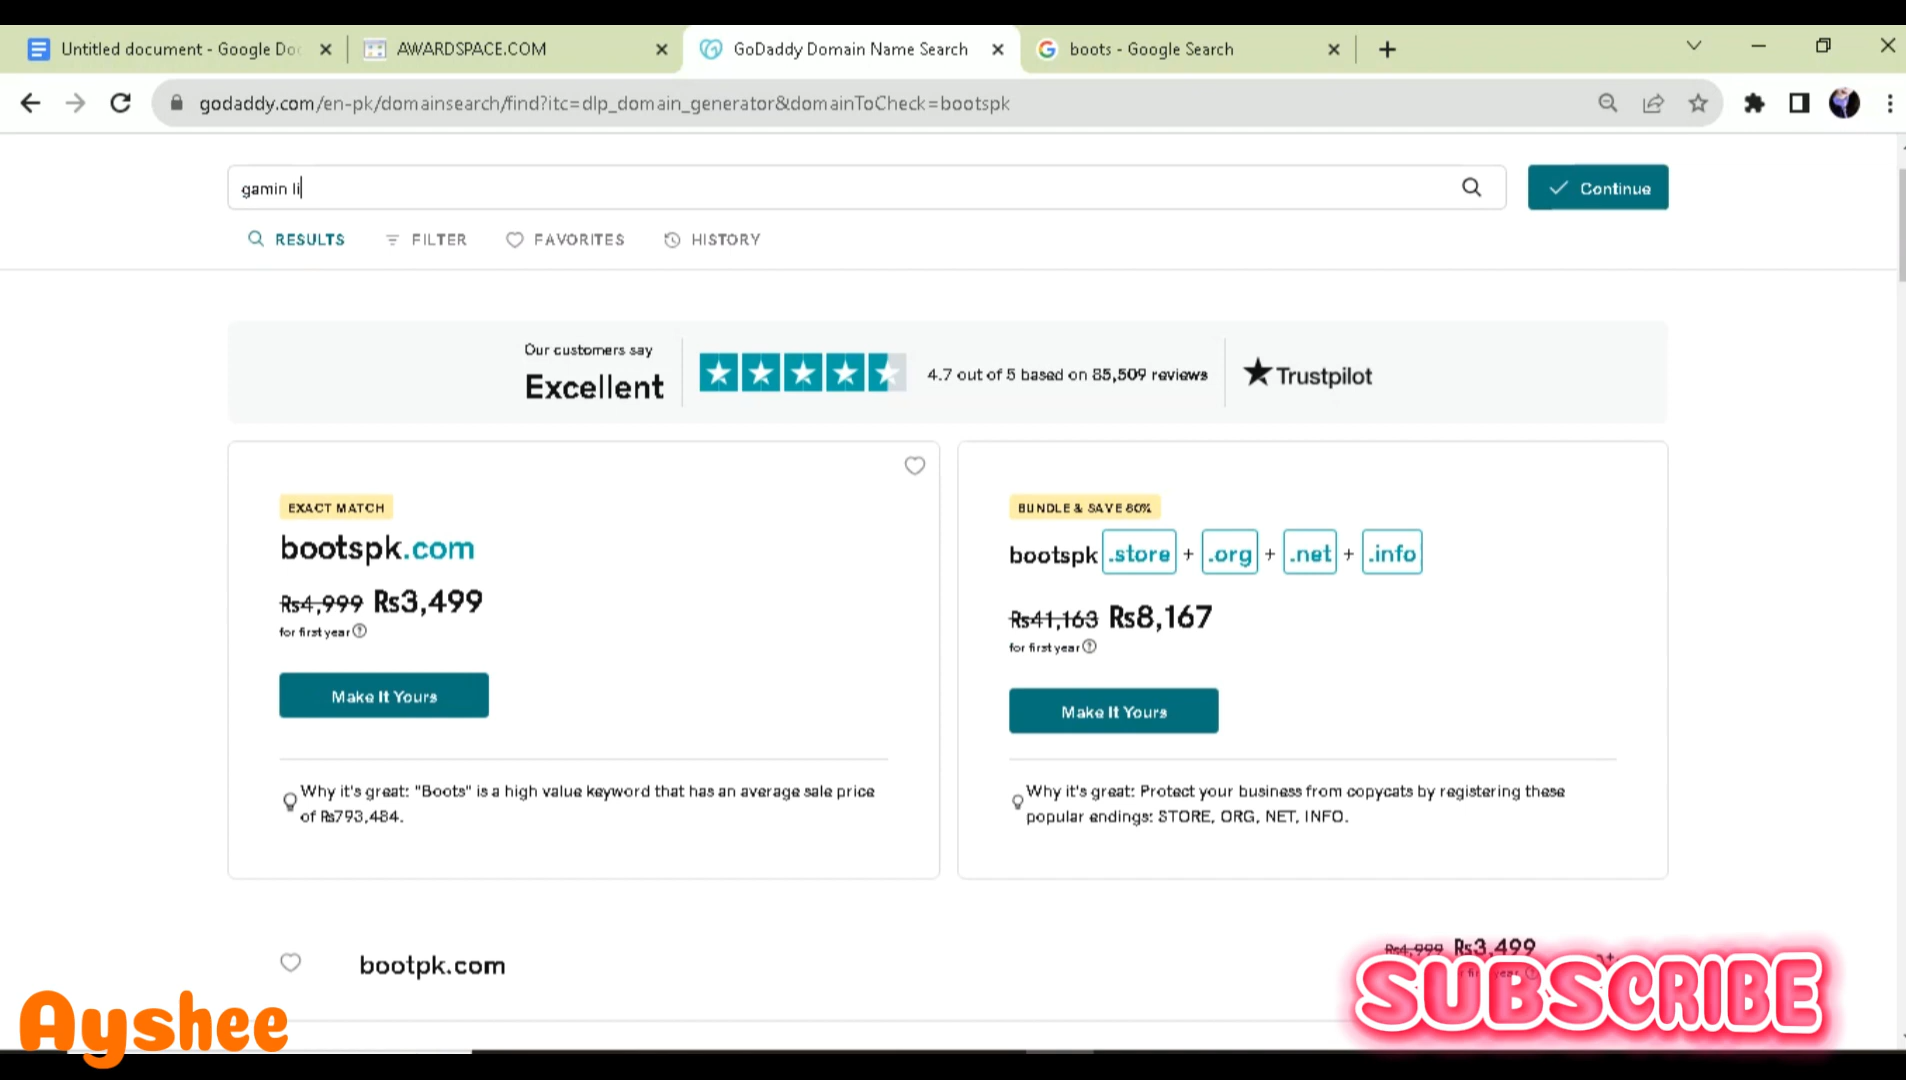 Untitled document - Google Do
AWARDSPACE.COM
GoDaddy Domain Name Search
boots - Google Search
godaddy.com/en-pk/domainsearch/find?itc=dlp_domain_generator&domainToCheck=bootspk
gamin li
Continue
RESULTS
FILTER
FAVORITES
HISTORY
Our customers say
Excellent
4.7 out of 5 based on 85,509 reviews
Trustpilot
EXACT MATCH
bootspk.com
Rs4,999 Rs3,499
for first year
Make It Yours
Why it's great: "Boots" is a high value keyword that has an average sale price
of Rs793,484.
BUNDLE & SAVE 80%
bootspk .store + .org + .net + .info
Rs41,163 Rs8,167
for first year
Make It Yours
Why it's great: Protect your business from copycats by registering these
popular endings: STORE, ORG, NET, INFO.
bootpk.com
Rs4,999 Rs3,499
SUBSCRIBE
Ayshee